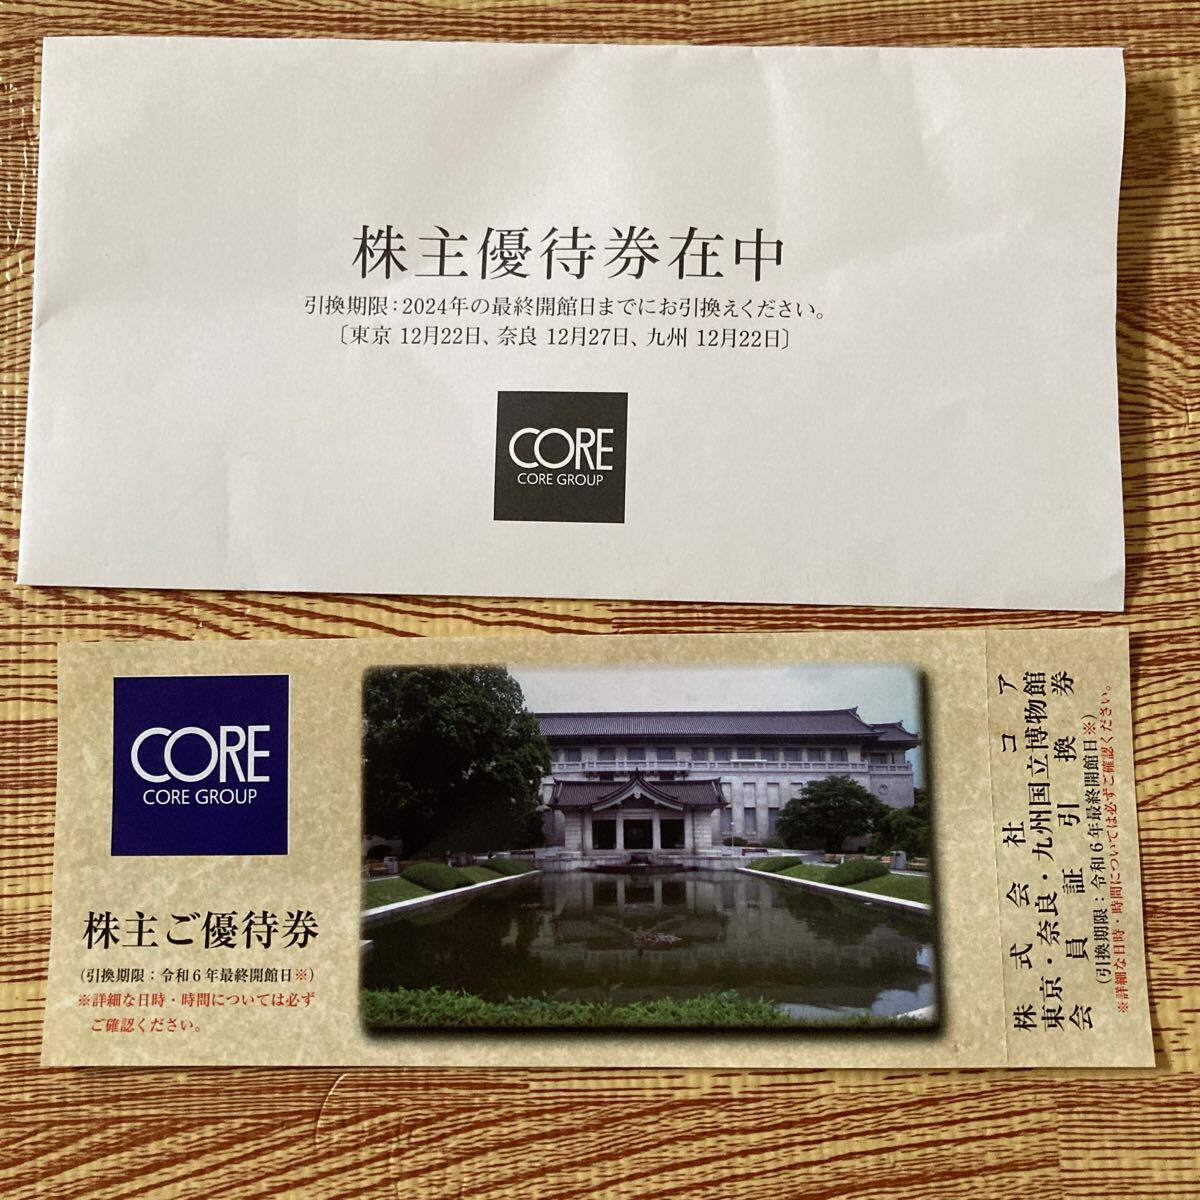 株主優待券在中
引換期限：2024年の最終開館日までにお引換えください。
〔東京 12月22日、奈良 12月27日、九州 12月22日〕
CORE
CORE GROUP
CORE
CORE GROUP
株主ご優待券
（引換期限：令和６年最終開館日※）
※詳細な日時・時間については必ず
ご確認ください。
株式会社コア
東京・奈良・九州国立博物館
会員証引換券
（引換期限：令和６年最終開館日※）
※詳細な日時・時間については必ずご確認ください。